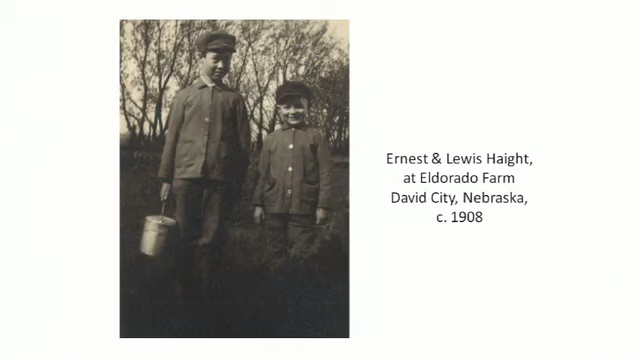 Ernest & Lewis Haight,
at Eldorado Farm
David City, Nebraska,
c. 1908